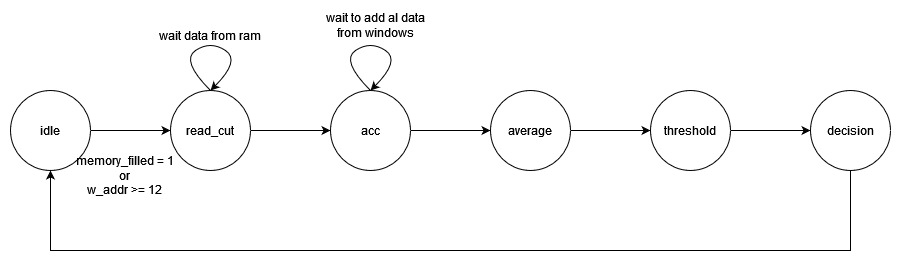 wait to add al data
from windows
wait data from ram
idle
read_cut
acc
average
threshold
decision
memory_filled = 1
or
w_addr >= 12